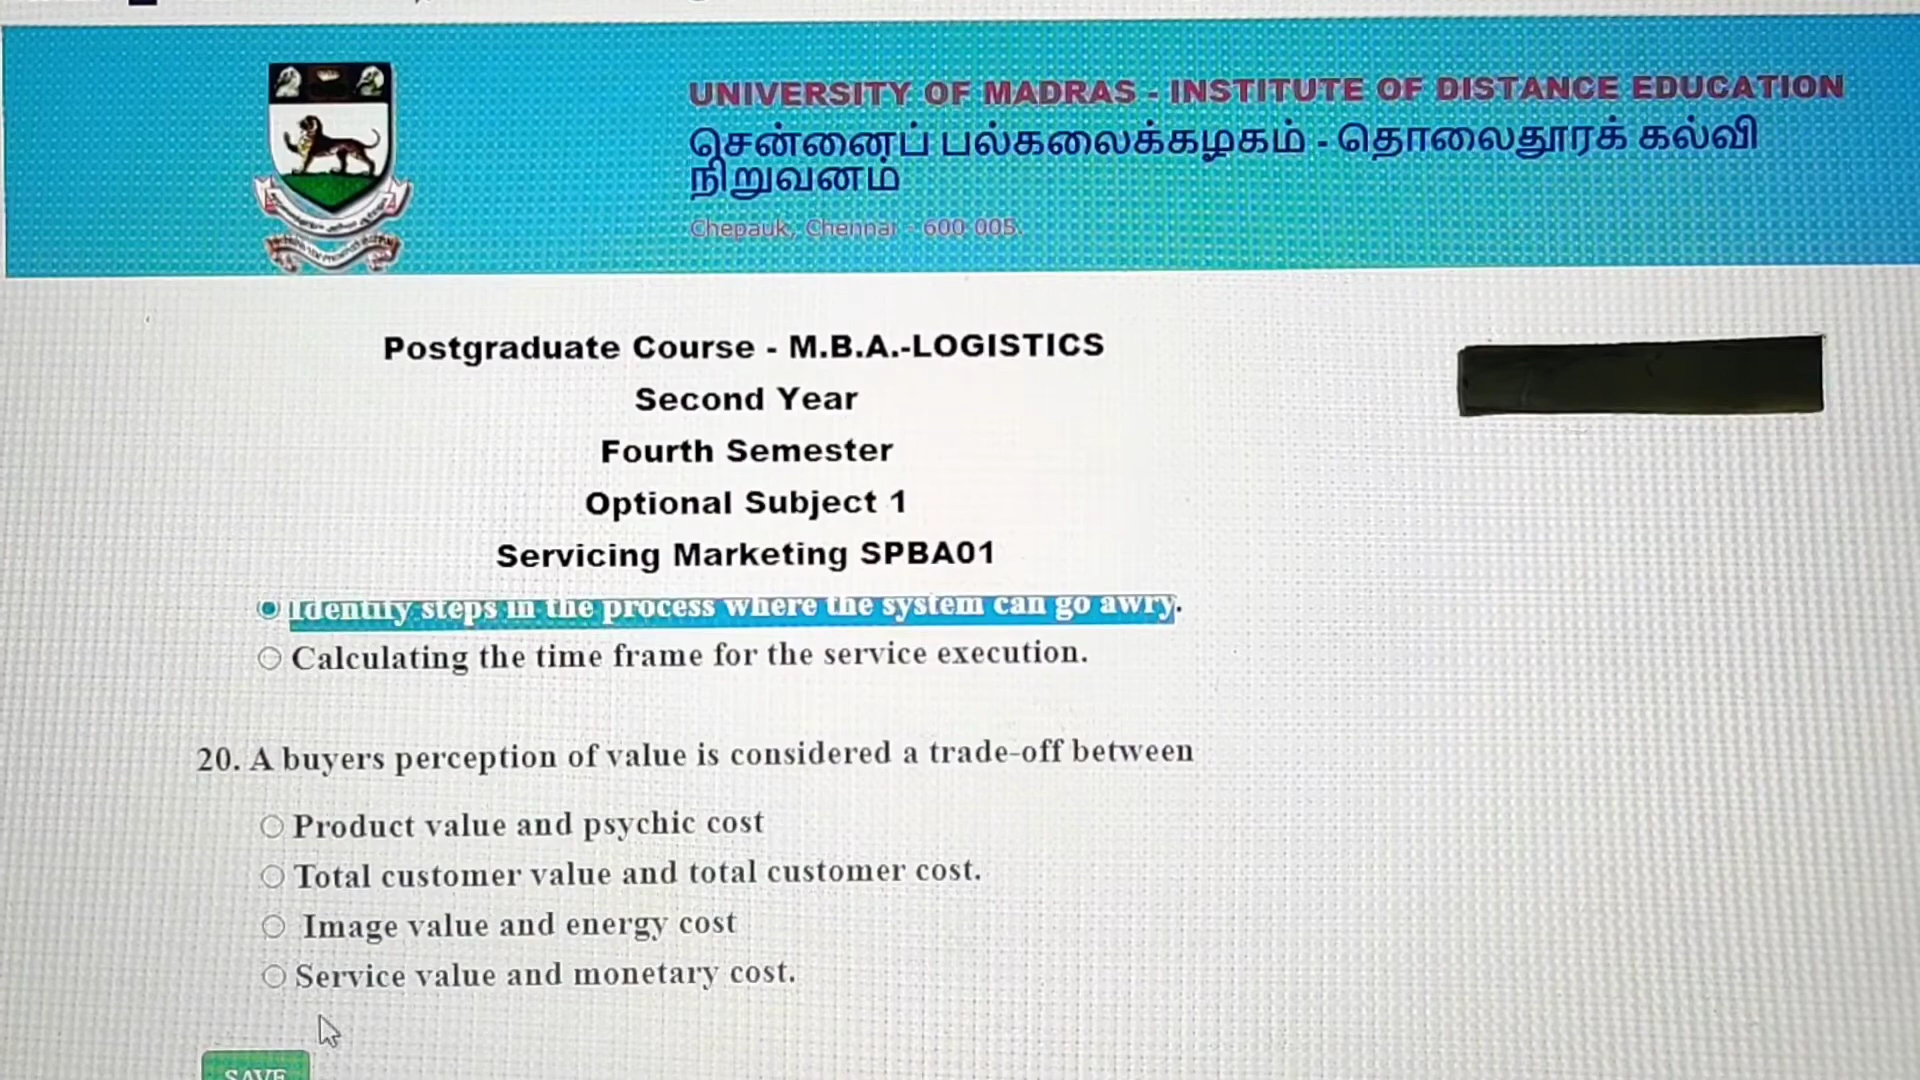 UNIVERSITY OF MADRAS - INSTITUTE OF DISTANCE EDUCATION
சென்னைப் பல்கலைக்கழகம் - தொலைதூரக் கல்வி
நிறுவனம்
Chepauk, Chennai - 600 005.
Postgraduate Course - M.B.A.-LOGISTICS
Second Year
Fourth Semester
Optional Subject 1
Servicing Marketing SPBA01
Identify steps in the process where the system can go awry.
Calculating the time frame for the service execution.
20. A buyers perception of value is considered a trade-off between
Product value and psychic cost
Total customer value and total customer cost.
Image value and energy cost
Service value and monetary cost.
SAVE